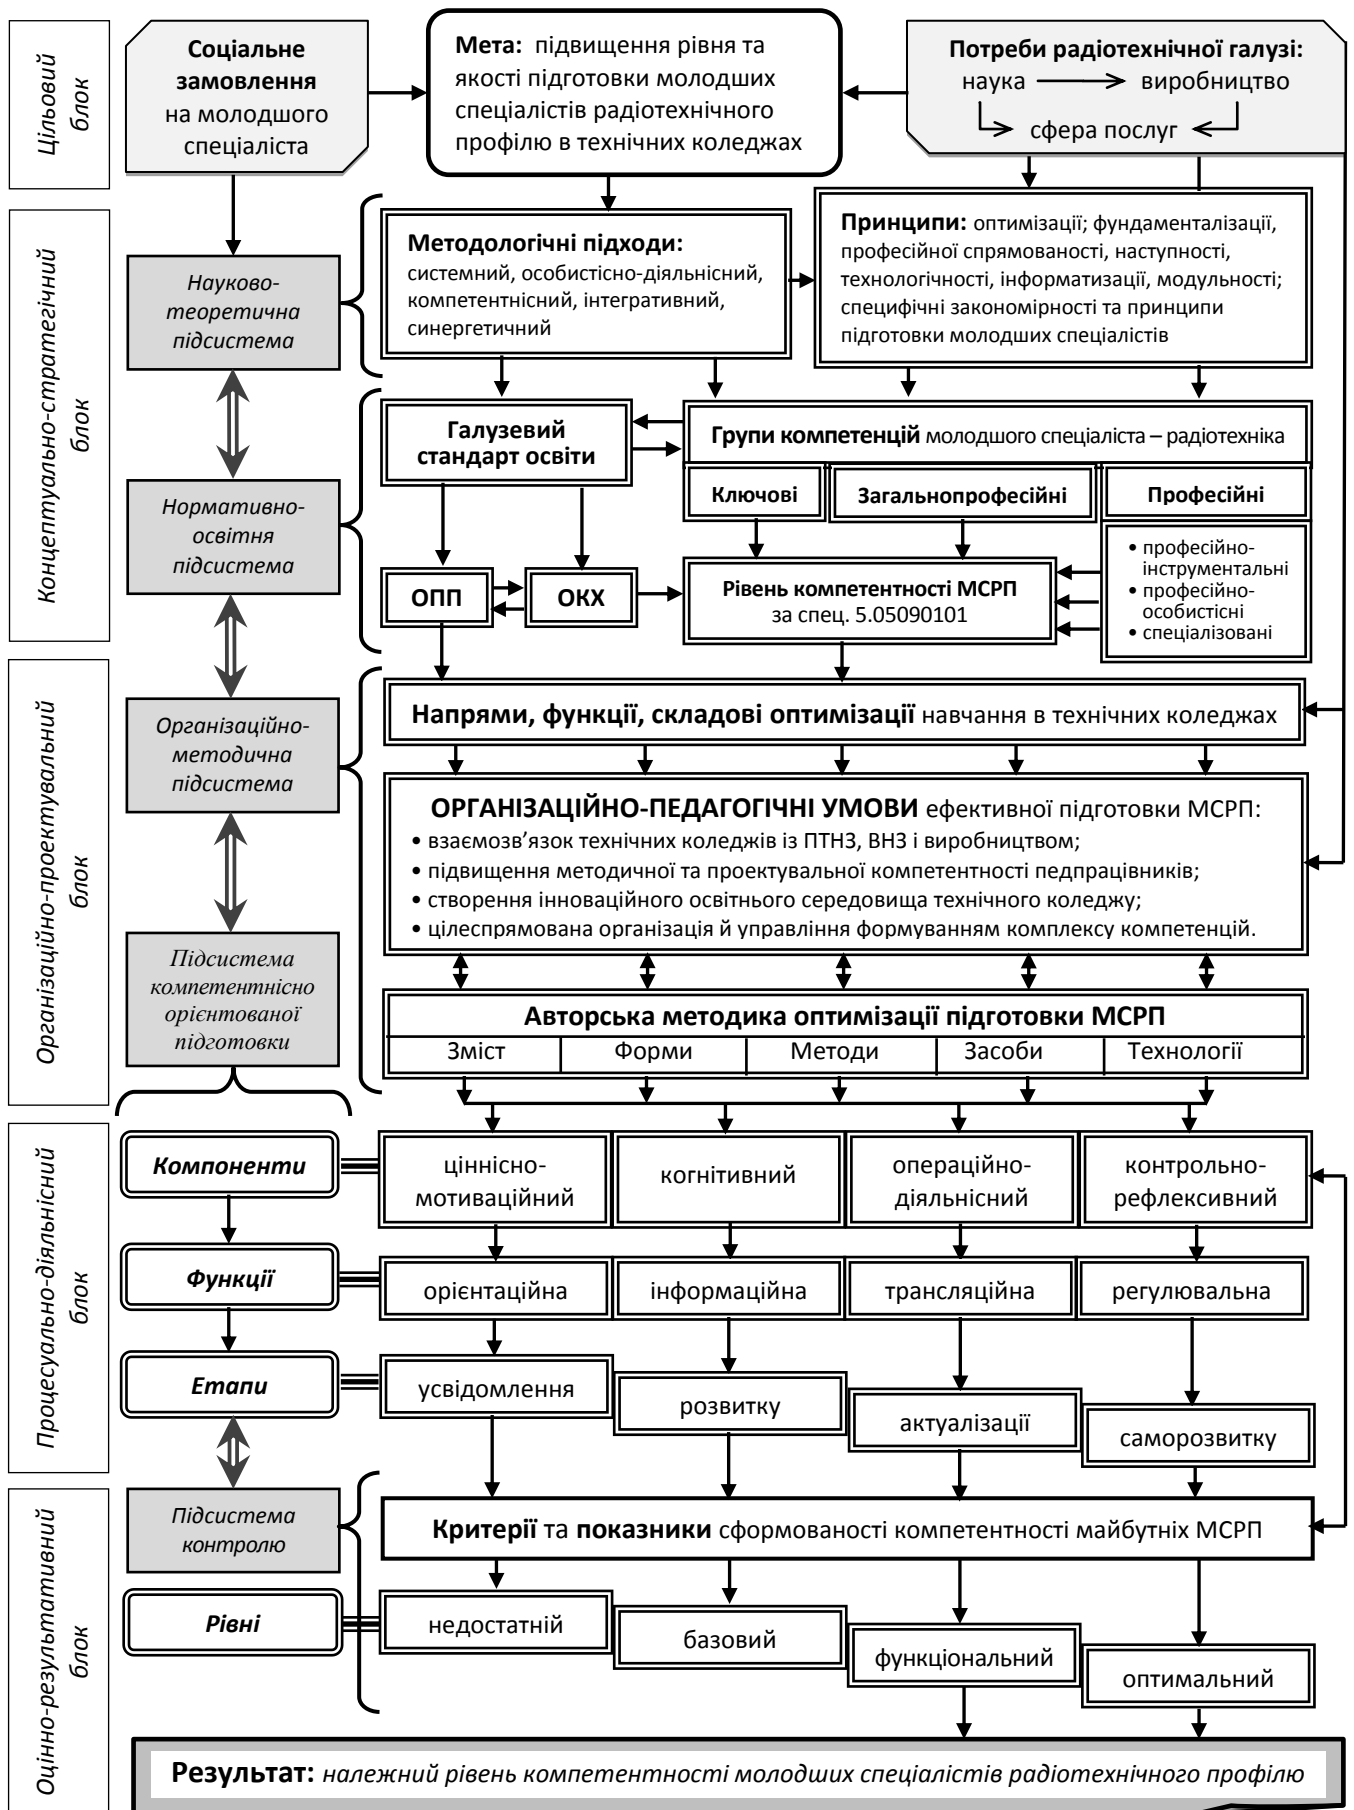 Цільовий
блок
Соціальне
замовлення
на молодшого
спеціаліста
Мета: підвищення рівня та
якості підготовки молодших
спеціалістів радіотехнічного
профілю в технічних коледжах
Потреби радіотехнічної галузі:
наука виробництво
сфера послуг
Концептуально-стратегічний
блок
Науково-
теоретична
підсистема
Методологічні підходи:
системний, особистісно-діяльнісний,
компетентнісний, інтегративний,
синергетичний
Принципи: оптимізації; фундаменталізації,
професійної спрямованості, наступності,
технологічності, інформатизації, модульності;
специфічні закономірності та принципи
підготовки молодших спеціалістів
Нормативно-
освітня
підсистема
Галузевий
стандарт освіти
Групи компетенцій молодшого спеціаліста – радіотехніка
Ключові
Загальнопрофесійні
Професійні
• професійно-
інструментальні
• професійно-
особистісні
• спеціалізовані
ОПП
ОКХ
Рівень компетентності МСРП
за спец. 5.05090101
Організаційно-проектувальний
блок
Організаційно-
методична
підсистема
Напрями, функції, складові оптимізації навчання в технічних коледжах
ОРГАНІЗАЦІЙНО-ПЕДАГОГІЧНІ УМОВИ ефективної підготовки МСРП:
• взаємозв’язок технічних коледжів із ПТНЗ, ВНЗ і виробництвом;
• підвищення методичної та проектувальної компетентності педпрацівників;
• створення інноваційного освітнього середовища технічного коледжу;
• цілеспрямована організація й управління формуванням комплексу компетенцій.
Підсистема
компетентнісно
орієнтованої
підготовки
Авторська методика оптимізації підготовки МСРП
Зміст Форми Методи Засоби Технології
Процесуально-діяльнісний
блок
Компоненти
ціннісно-
мотиваційний
когнітивний
операційно-
діяльнісний
контрольно-
рефлексивний
Функції
орієнтаційна
інформаційна
трансляційна
регулювальна
Етапи
усвідомлення
розвитку
актуалізації
саморозвитку
Оцінно-результативний
блок
Підсистема
контролю
Критерії та показники сформованості компетентності майбутніх МСРП
Рівні
недостатній
базовий
функціональний
оптимальний
Результат: належний рівень компетентності молодших спеціалістів радіотехнічного профілю